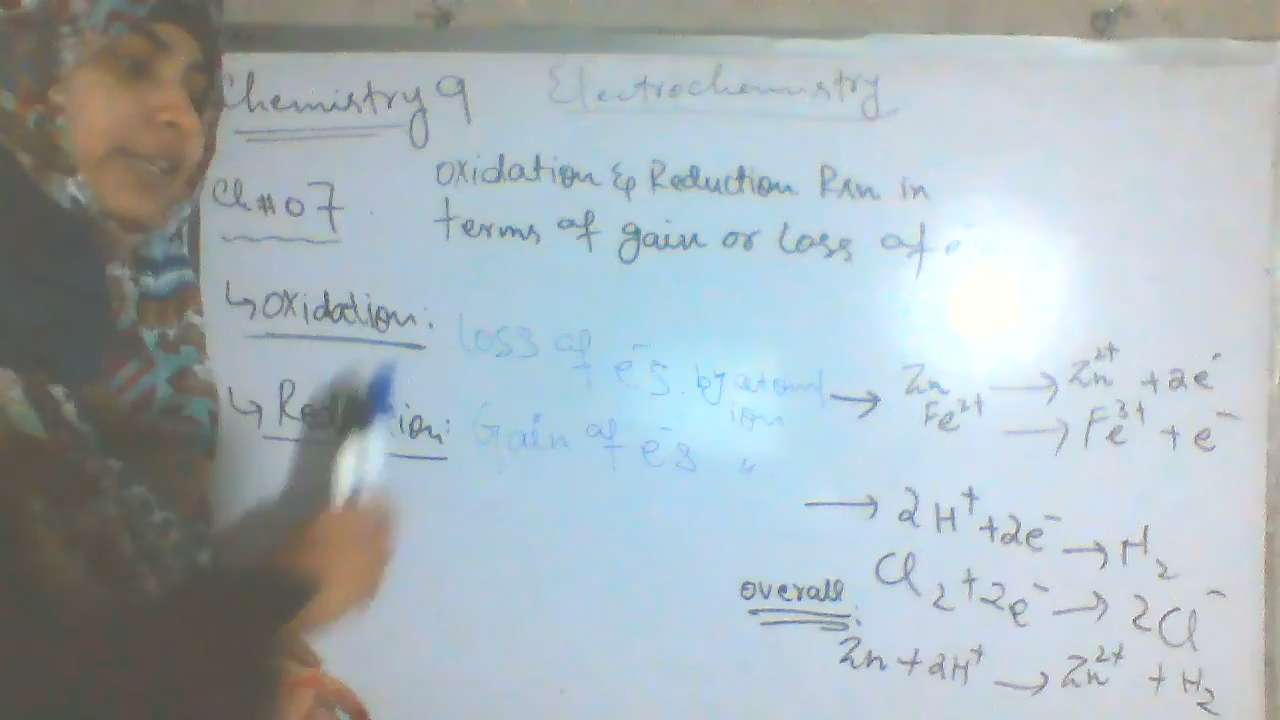 Chemistry 9
Electrochemistry
Ch # 07
Oxidation & Reduction Rxn in
terms of gain or loss of
↳ Oxidation: Loss of e⁻s. by atom/
ion
→ Zn → Zn²⁺ + 2e⁻
Fe²⁺ → Fe³⁺ + e⁻
↳ Reduction: Gain of e⁻s "
→ 2H⁺ + 2e⁻ → H₂
Cl₂ + 2e⁻ → 2Cl⁻
overall:
Zn + 2H⁺ → Zn²⁺ + H₂